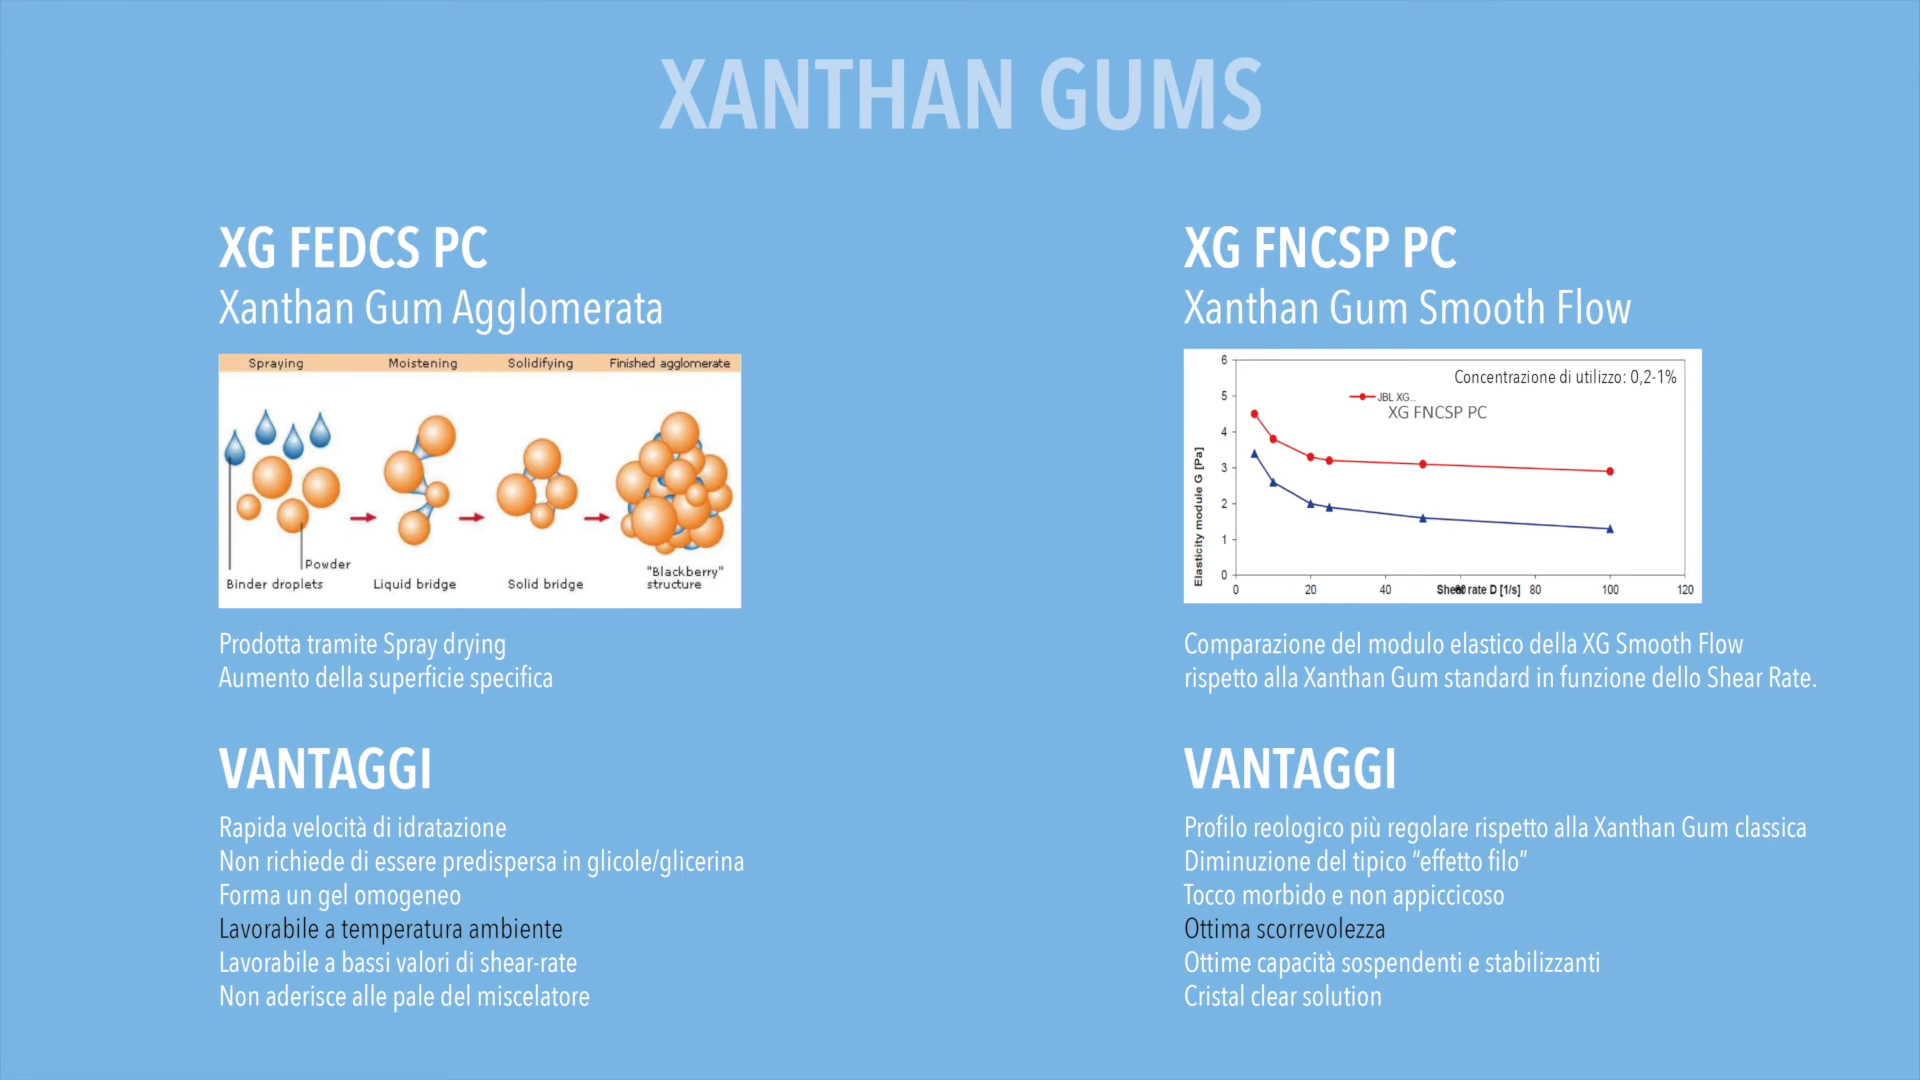 XANTHAN GUMS
XG FEDCS PC
Xanthan Gum Agglomerata
Spraying Moistening Solidifying Finished agglomerate
Powder
Binder droplets Liquid bridge Solid bridge "Blackberry"
structure
Prodotta tramite Spray drying
Aumento della superficie specifica
VANTAGGI
Rapida velocità di idratazione
Non richiede di essere predispersa in glicole/glicerina
Forma un gel omogeneo
Lavorabile a temperatura ambiente
Lavorabile a bassi valori di shear-rate
Non aderisce alle pale del miscelatore
XG FNCSP PC
Xanthan Gum Smooth Flow
Concentrazione di utilizzo: 0,2-1%
JBL XG..
XG FNCSP PC
Elasticity module G [Pa]
6
5
4
3
2
1
0
0 20 40 60 80 100 120
Shear rate D [1/s]
Comparazione del modulo elastico della XG Smooth Flow
rispetto alla Xanthan Gum standard in funzione dello Shear Rate.
VANTAGGI
Profilo reologico più regolare rispetto alla Xanthan Gum classica
Diminuzione del tipico “effetto filo”
Tocco morbido e non appiccicoso
Ottima scorrevolezza
Ottime capacità sospendenti e stabilizzanti
Cristal clear solution